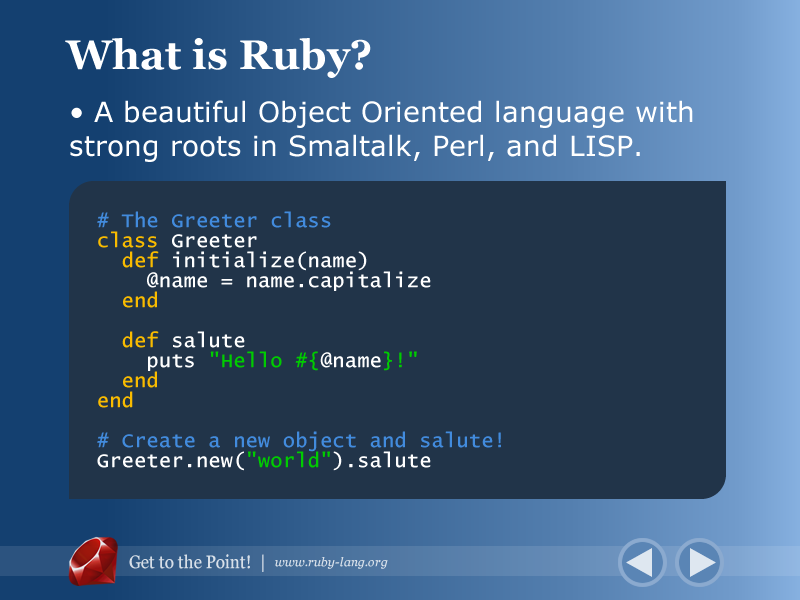 What is Ruby?
• A beautiful Object Oriented language with
strong roots in Smaltalk, Perl, and LISP.
# The Greeter class
class Greeter
  def initialize(name)
    @name = name.capitalize
  end
  def salute
    puts "Hello #{@name}!"
  end
end
# Create a new object and salute!
Greeter.new("world").salute
Get to the Point! | www.ruby-lang.org